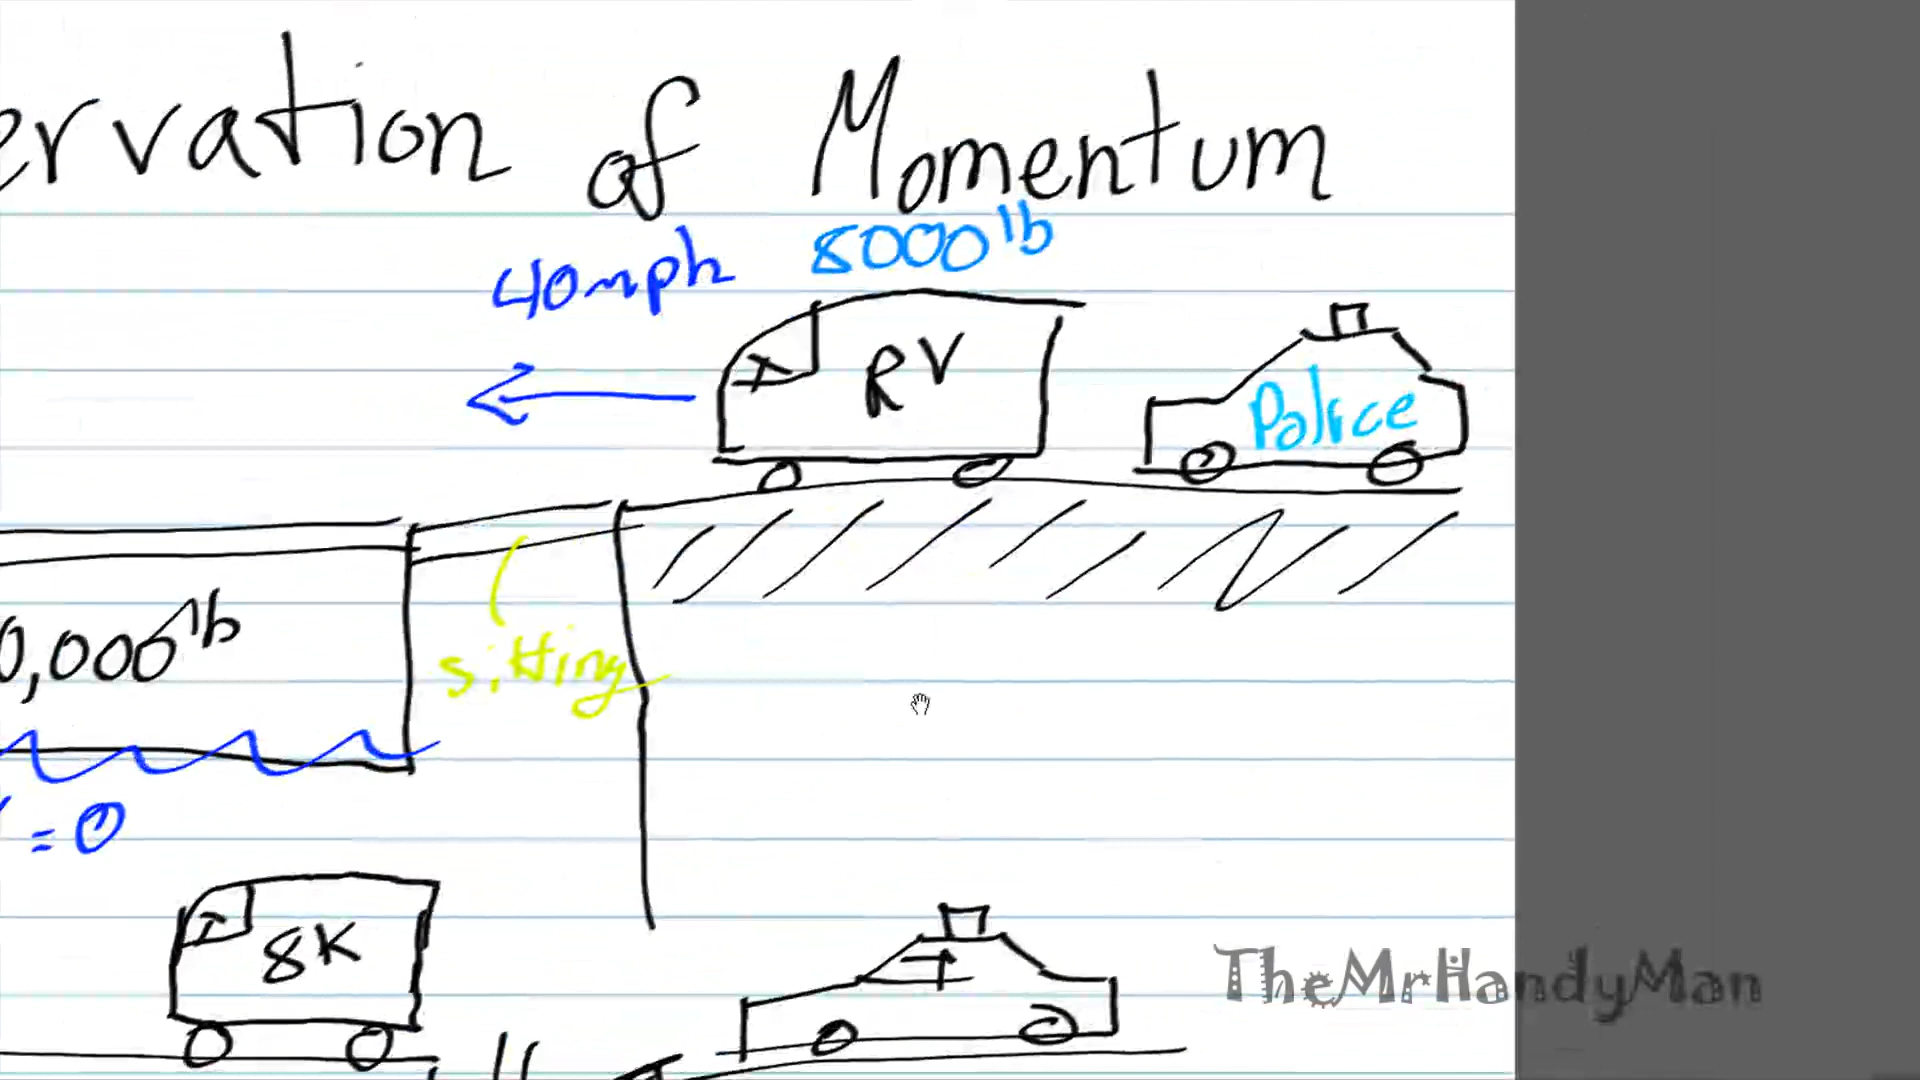 ervation of Momentum
40mph 8000lb
RV
Police
0,000lb
sitting
= 0
8K
TheMrHandyMan